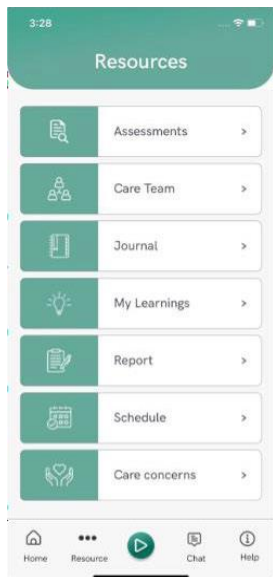 3:28
Resources
Assessments
Care Team
Journal
My Learnings
Report
Schedule
Care concerns
Home
Resource
Chat
Help